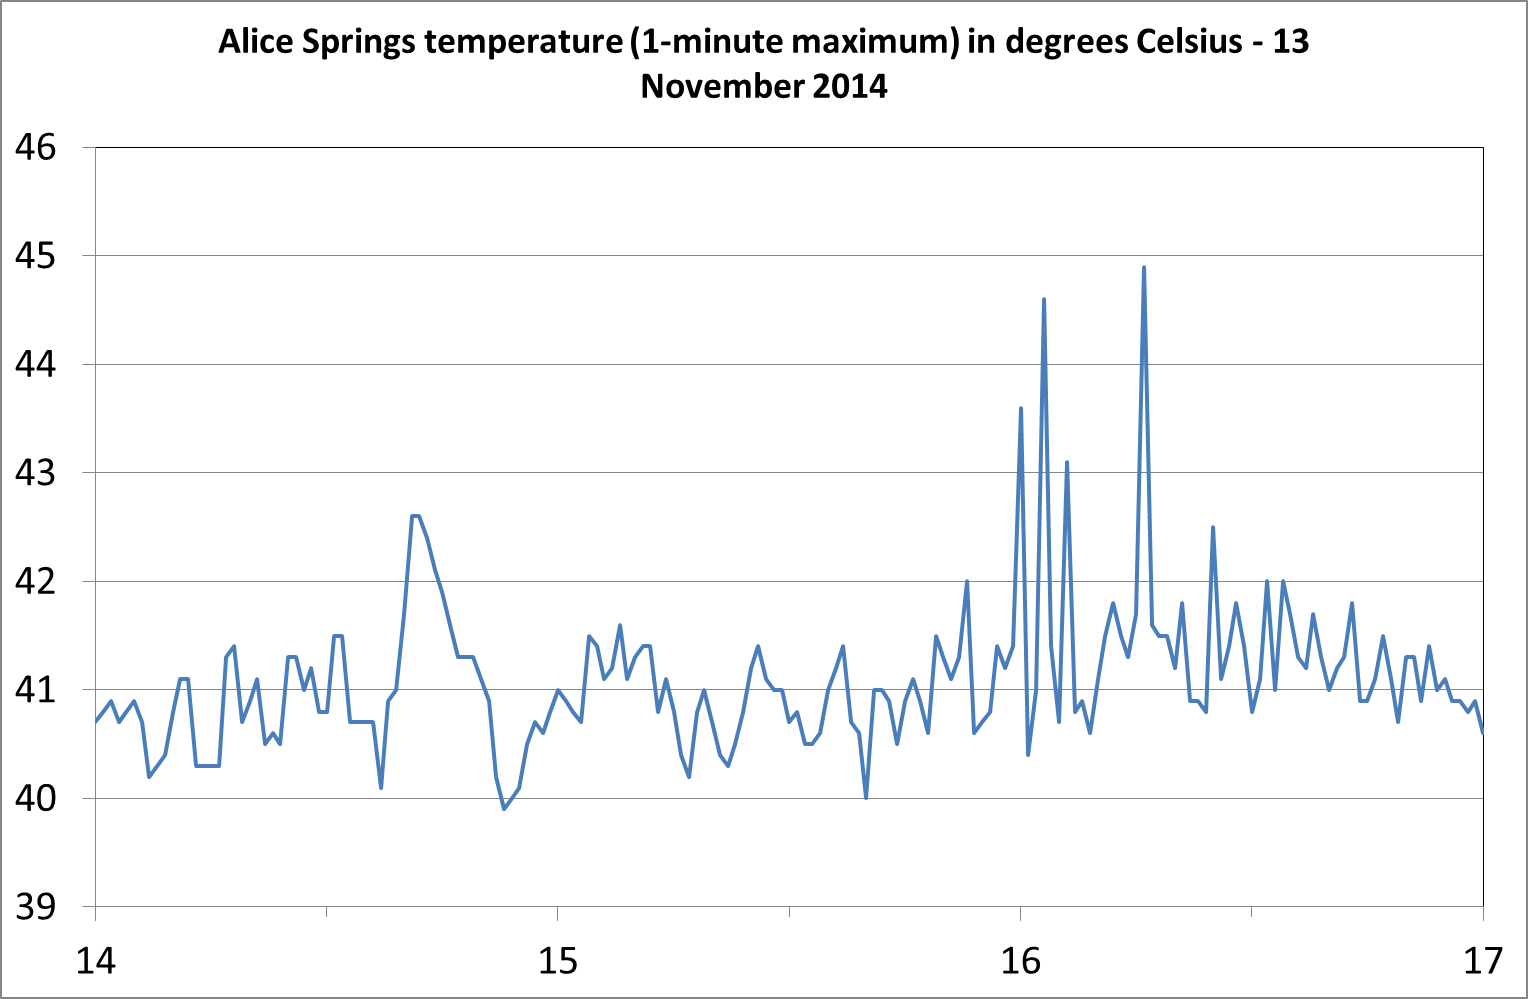 Alice Springs temperature (1-minute maximum) in degrees Celsius - 13
November 2014
46
45
44
43
42
41
40
39
14 15 16 17